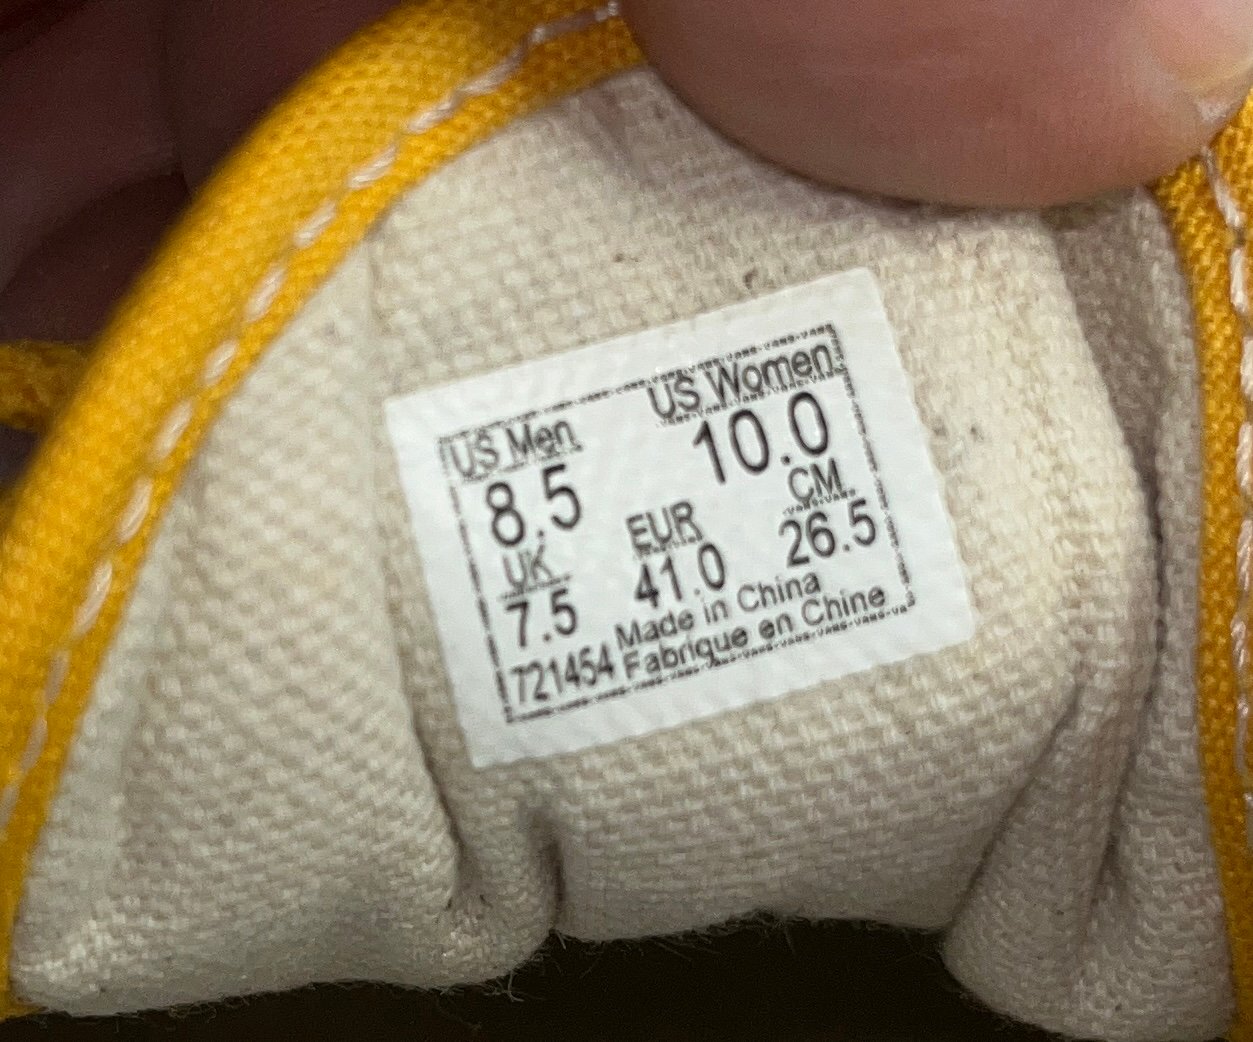 US Men US Women
8.5 10.0
UK EUR CM
7.5 41.0 26.5
Made in China
721454 Fabrique en Chine